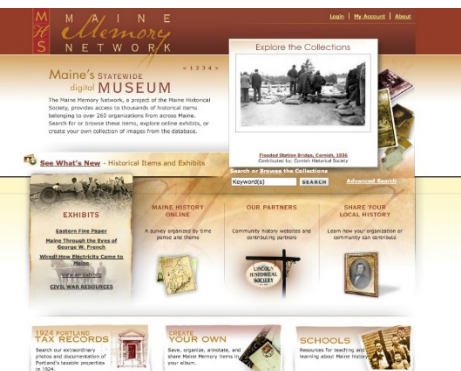 MHS
MAINE
Memory
NETWORK
Login | My Account | About
< 1 2 3 4 >
Maine's STATEWIDE
digital MUSEUM
The Maine Memory Network, a project of the Maine Historical
Society, provides access to thousands of historical items
belonging to over 260 organizations from across Maine.
Search for or browse these items, explore online exhibits, or
create your own collection of images from the database.
Explore the Collections
Flooded Station Bridge, Cornish, 1936
Contributed by: Cornish Historical Society
See What's New - Historical Items and Exhibits
Search or Browse the Collections
Keyword(s)
SEARCH
Advanced Search
EXHIBITS
Eastern Fine Paper
Maine Through the Eyes of
George W. French
Wired! How Electricity Came to
Maine
View all exhibits
CIVIL WAR RESOURCES
MAINE HISTORY
ONLINE
A survey organized by time
period and theme
OUR PARTNERS
Community history websites and
contributing partners
LINCOLN
HISTORICAL
SOCIETY
SHARE YOUR
LOCAL HISTORY
Learn how your organization or
community can contribute
1924 PORTLAND
TAX RECORDS
Search our extraordinary
photos and documentation of
Portland's taxable properties
in 1924.
CREATE
YOUR OWN
Save, organize, annotate, and
share Maine Memory items in
your album.
SCHOOLS
Resources for teaching and
learning about Maine history